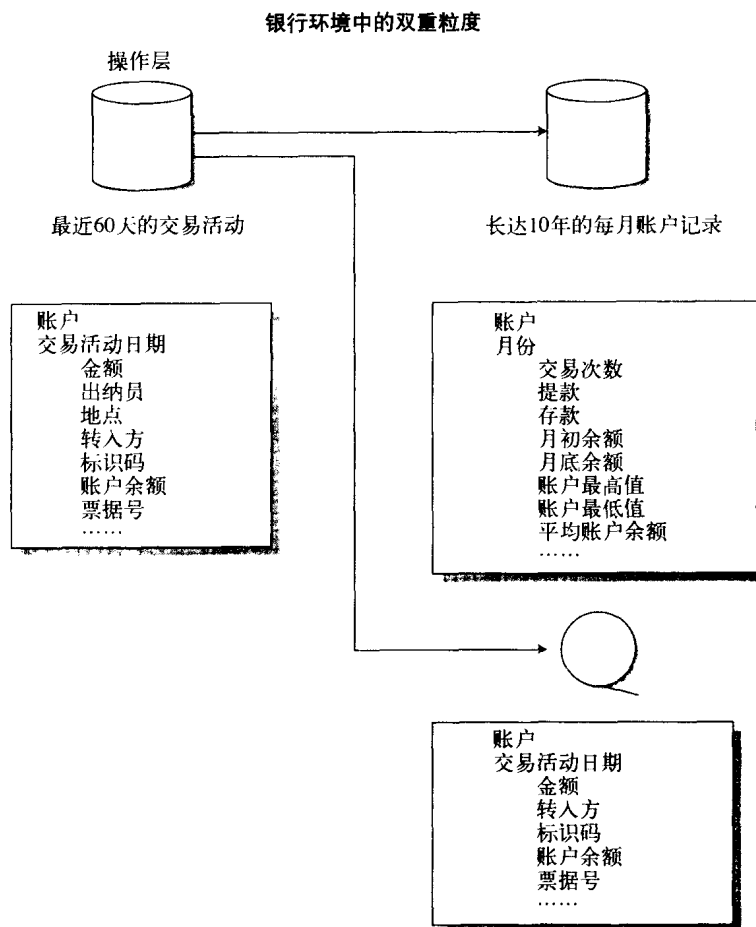 银行环境中的双重粒度
操作层
最近60天的交易活动
长达10年的每月账户记录
账户
交易活动日期
金额
出纳员
地点
转入方
标识码
账户余额
票据号
……
账户
月份
交易次数
提款
存款
月初余额
月底余额
账户最高值
账户最低值
平均账户余额
……
账户
交易活动日期
金额
转入方
标识码
账户余额
票据号
……